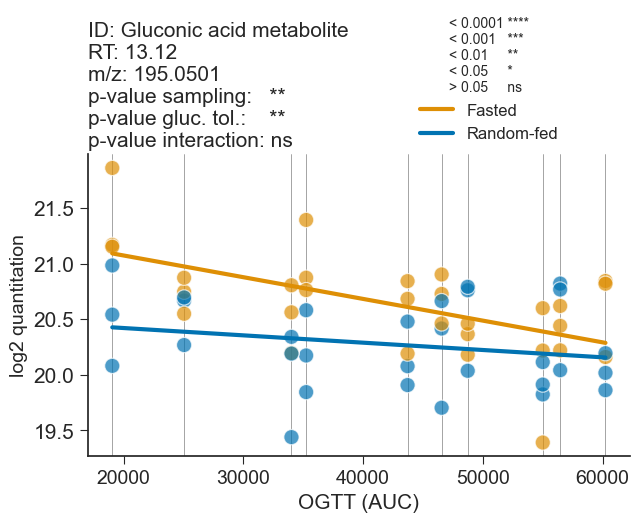 ID: Gluconic acid metabolite
RT: 13.12
m/z: 195.0501
p-value sampling: **
p-value gluc. tol.: **
p-value interaction: ns
< 0.0001 ****
< 0.001 ***
< 0.01 **
< 0.05 *
> 0.05 ns
Fasted
Random-fed
log2 quantitation
21.5
21.0
20.5
20.0
19.5
20000 30000 40000 50000 60000
OGTT (AUC)